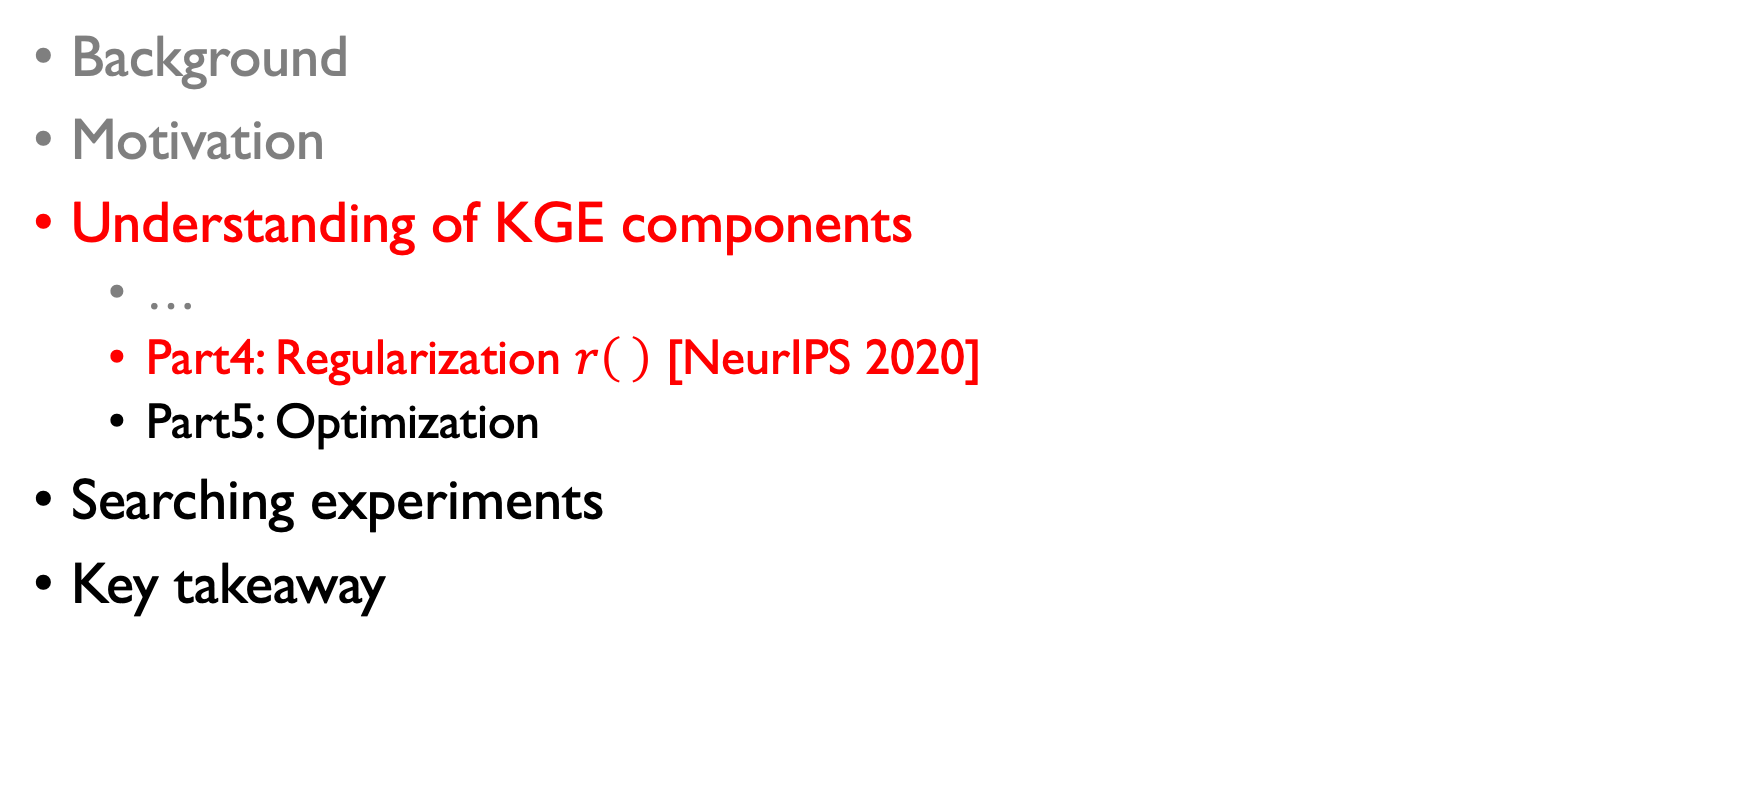 • Background
• Motivation
• Understanding of KGE components
• …
• Part4: Regularization r( ) [NeurIPS 2020]
• Part5: Optimization
• Searching experiments
• Key takeaway